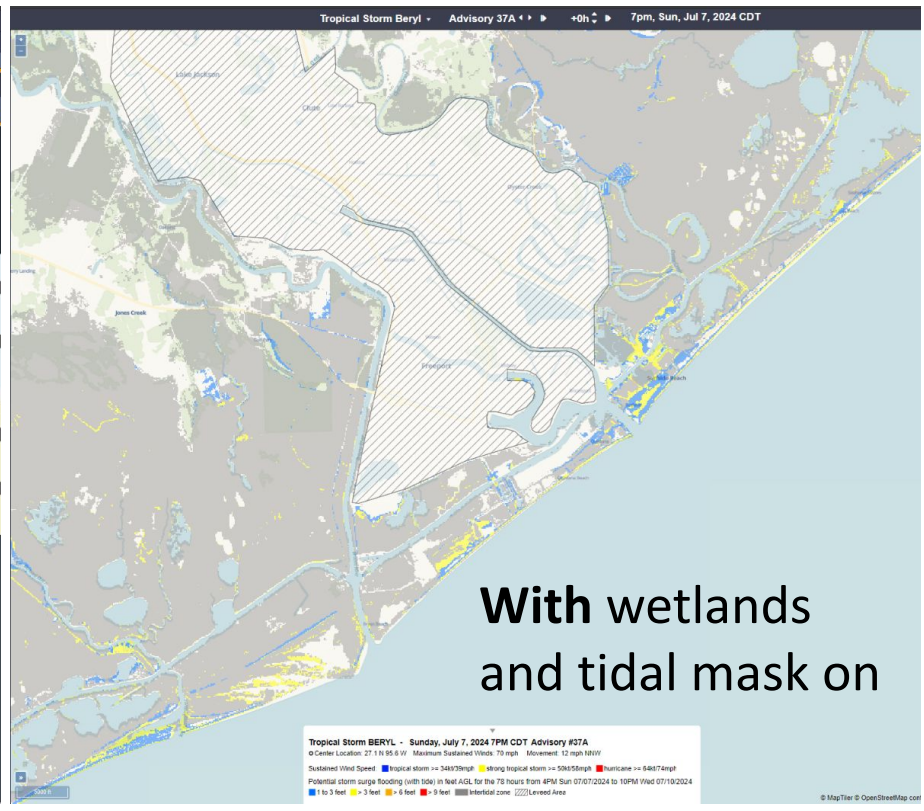 Tropical Storm Beryl Advisory 37A +0h 7pm, Sun, Jul 7, 2024 CDT
Lake Jackson
Clute
Oyster Creek
Jones Creek
Freeport
Beach
With wetlands
and tidal mask on
Tropical Storm BERYL - Sunday, July 7, 2024 7PM CDT Advisory #37A
Center Location: 27.1 N 95.6 W Maximum Sustained Winds: 70 mph Movement: 12 mph NNW
Sustained Wind Speed tropical storm >= 34kt/39mph strong tropical storm >= 50kt/58mph hurricane >= 64kt/74mph
Potential storm surge flooding (with tide) in feet AGL for the 78 hours from 4PM Sun 07/07/2024 to 10PM Wed 07/10/2024
1 to 3 feet > 3 feet > 6 feet > 9 feet Intertidal zone Leveed Area
© MapTiler © OpenStreetMap con